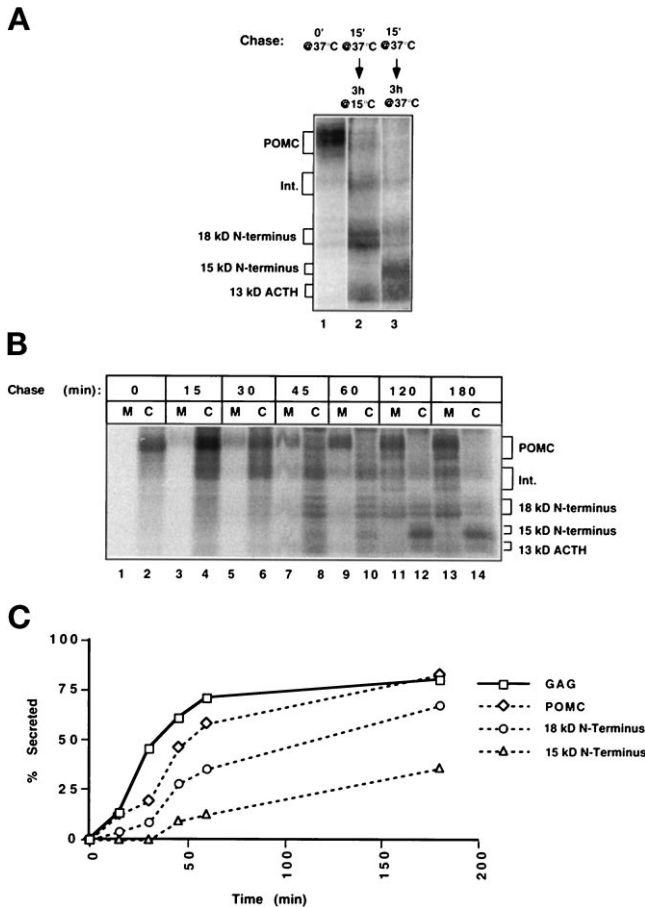 A
Chase: 0' 15' 15'
@37°C @37°C @37°C
3h 3h
@15°C @37°C
POMC
Int.
18 kD N-terminus
15 kD N-terminus
13 kD ACTH
1 2 3
B
Chase (min): 0 15 30 45 60 120 180
M C M C M C M C M C M C M C
POMC
Int.
18 kD N-terminus
15 kD N-terminus
13 kD ACTH
1 2 3 4 5 6 7 8 9 10 11 12 13 14
C
100
75
50
25
0
% Secreted
0 50 100 150 200
Time (min)
GAG
POMC
18 kD N-Terminus
15 kD N-Terminus